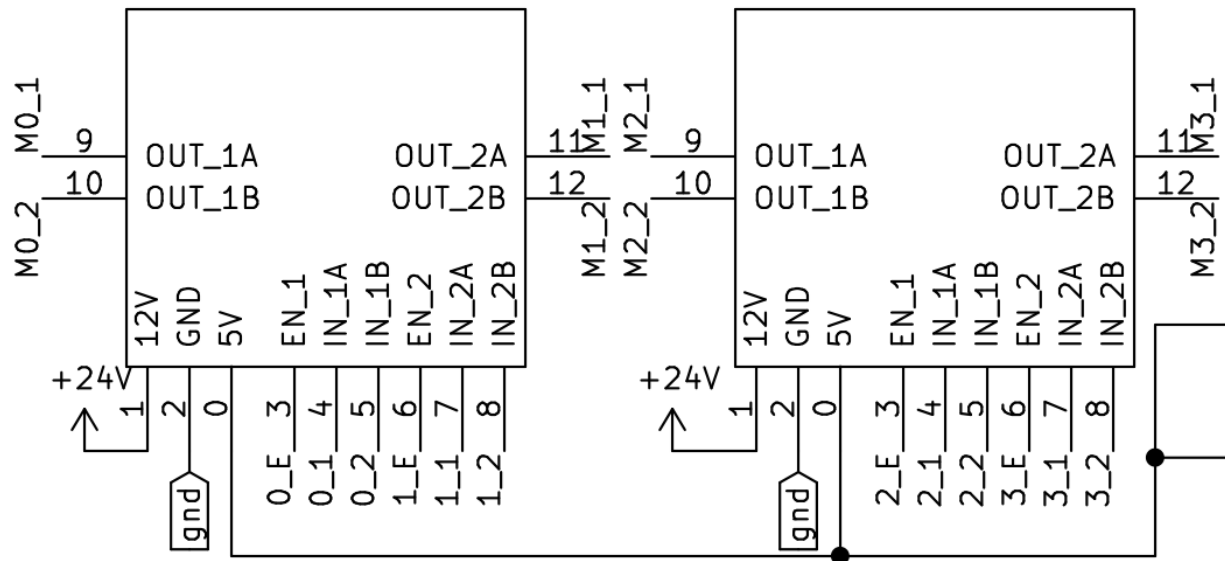 M0_1
9
OUT_1A
OUT_2A
11
M1_1
M0_2
10
OUT_1B
OUT_2B
12
M1_2
12V
GND
5V
EN_1
IN_1A
IN_1B
EN_2
IN_2A
IN_2B
+24V
1
2
0
3
4
5
6
7
8
gnd
0_E
0_1
0_2
1_E
1_1
1_2
M2_1
9
OUT_1A
OUT_2A
11
M3_1
M2_2
10
OUT_1B
OUT_2B
12
M3_2
12V
GND
5V
EN_1
IN_1A
IN_1B
EN_2
IN_2A
IN_2B
+24V
1
2
0
3
4
5
6
7
8
gnd
2_E
2_1
2_2
3_E
3_1
3_2